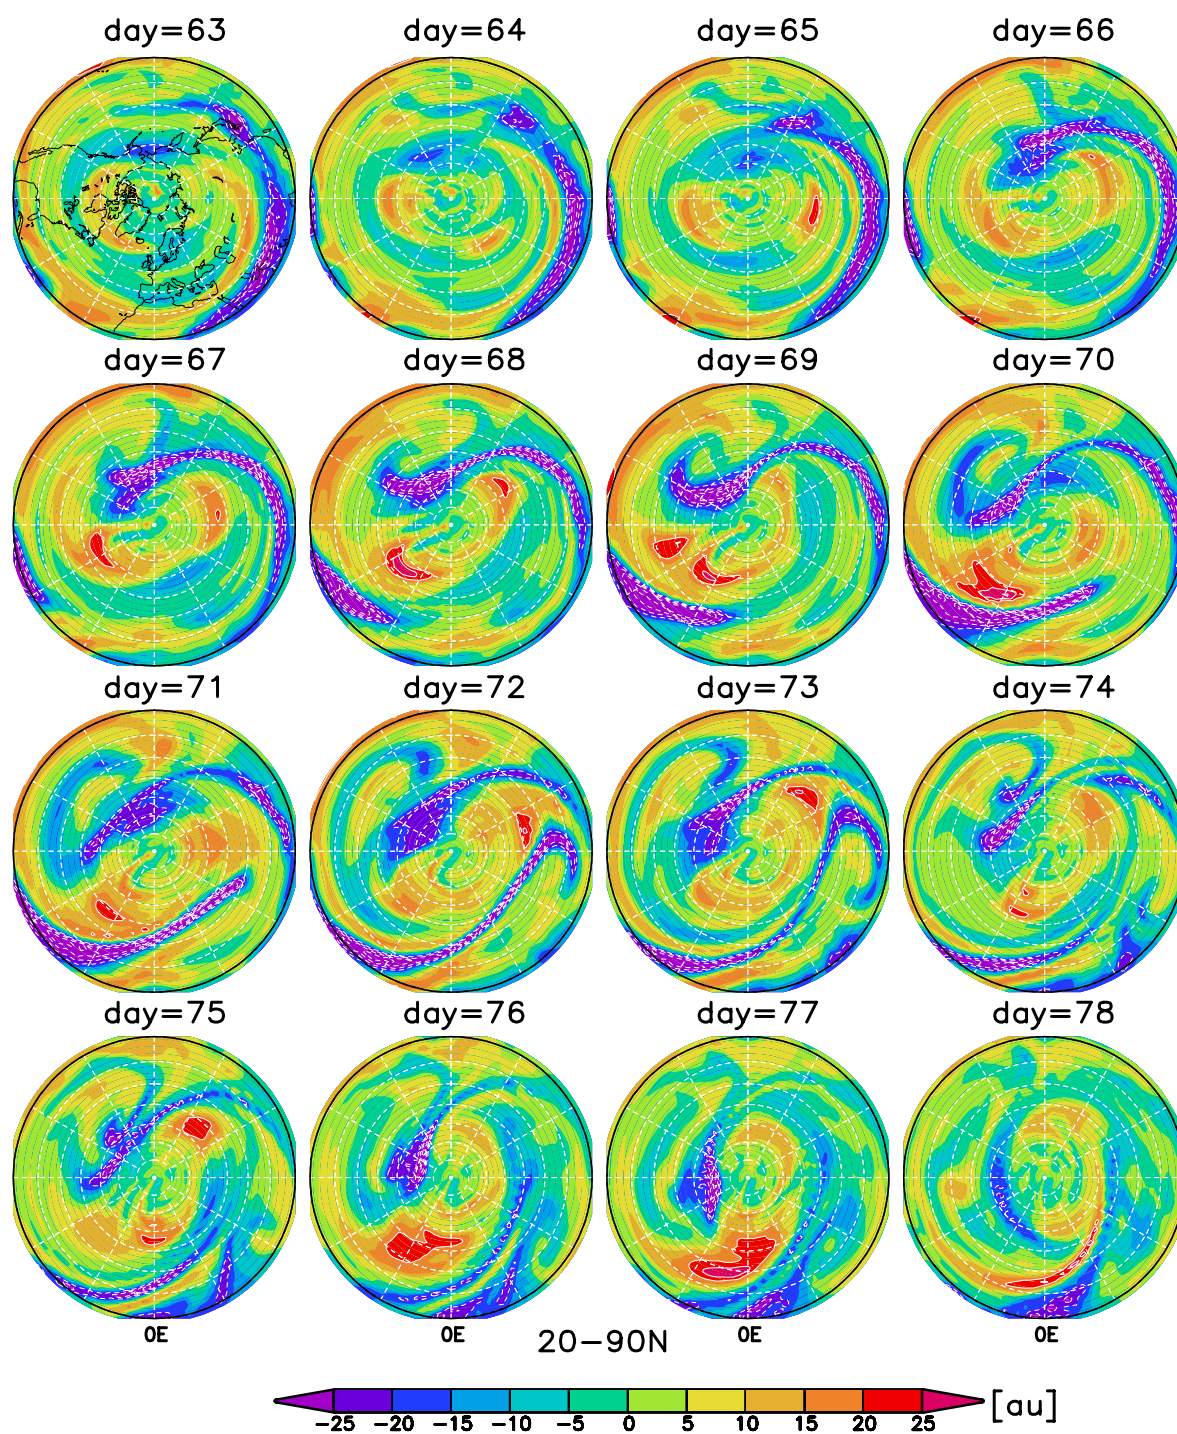 day=63 day=64 day=65 day=66
day=67 day=68 day=69 day=70
day=71 day=72 day=73 day=74
day=75 day=76 day=77 day=78
0E 0E 0E 0E
20-90N
-25 -20 -15 -10 -5 0 5 10 15 20 25 [au]